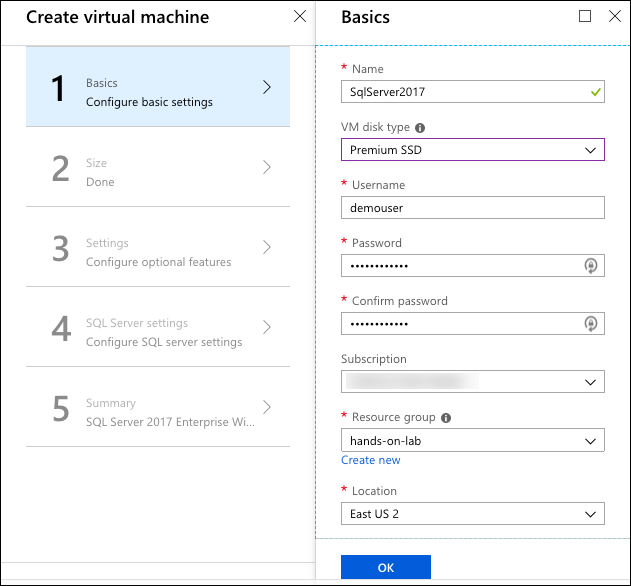 Create virtual machine
1
Basics
Configure basic settings
2
Size
Done
3
Settings
Configure optional features
4
SQL Server settings
Configure SQL server settings
5
Summary
SQL Server 2017 Enterprise Wi...
Basics
* Name
SqlServer2017
VM disk type
Premium SSD
* Username
demouser
* Password
••••••••••••
* Confirm password
••••••••••••
Subscription
* Resource group
hands-on-lab
Create new
* Location
East US 2
OK